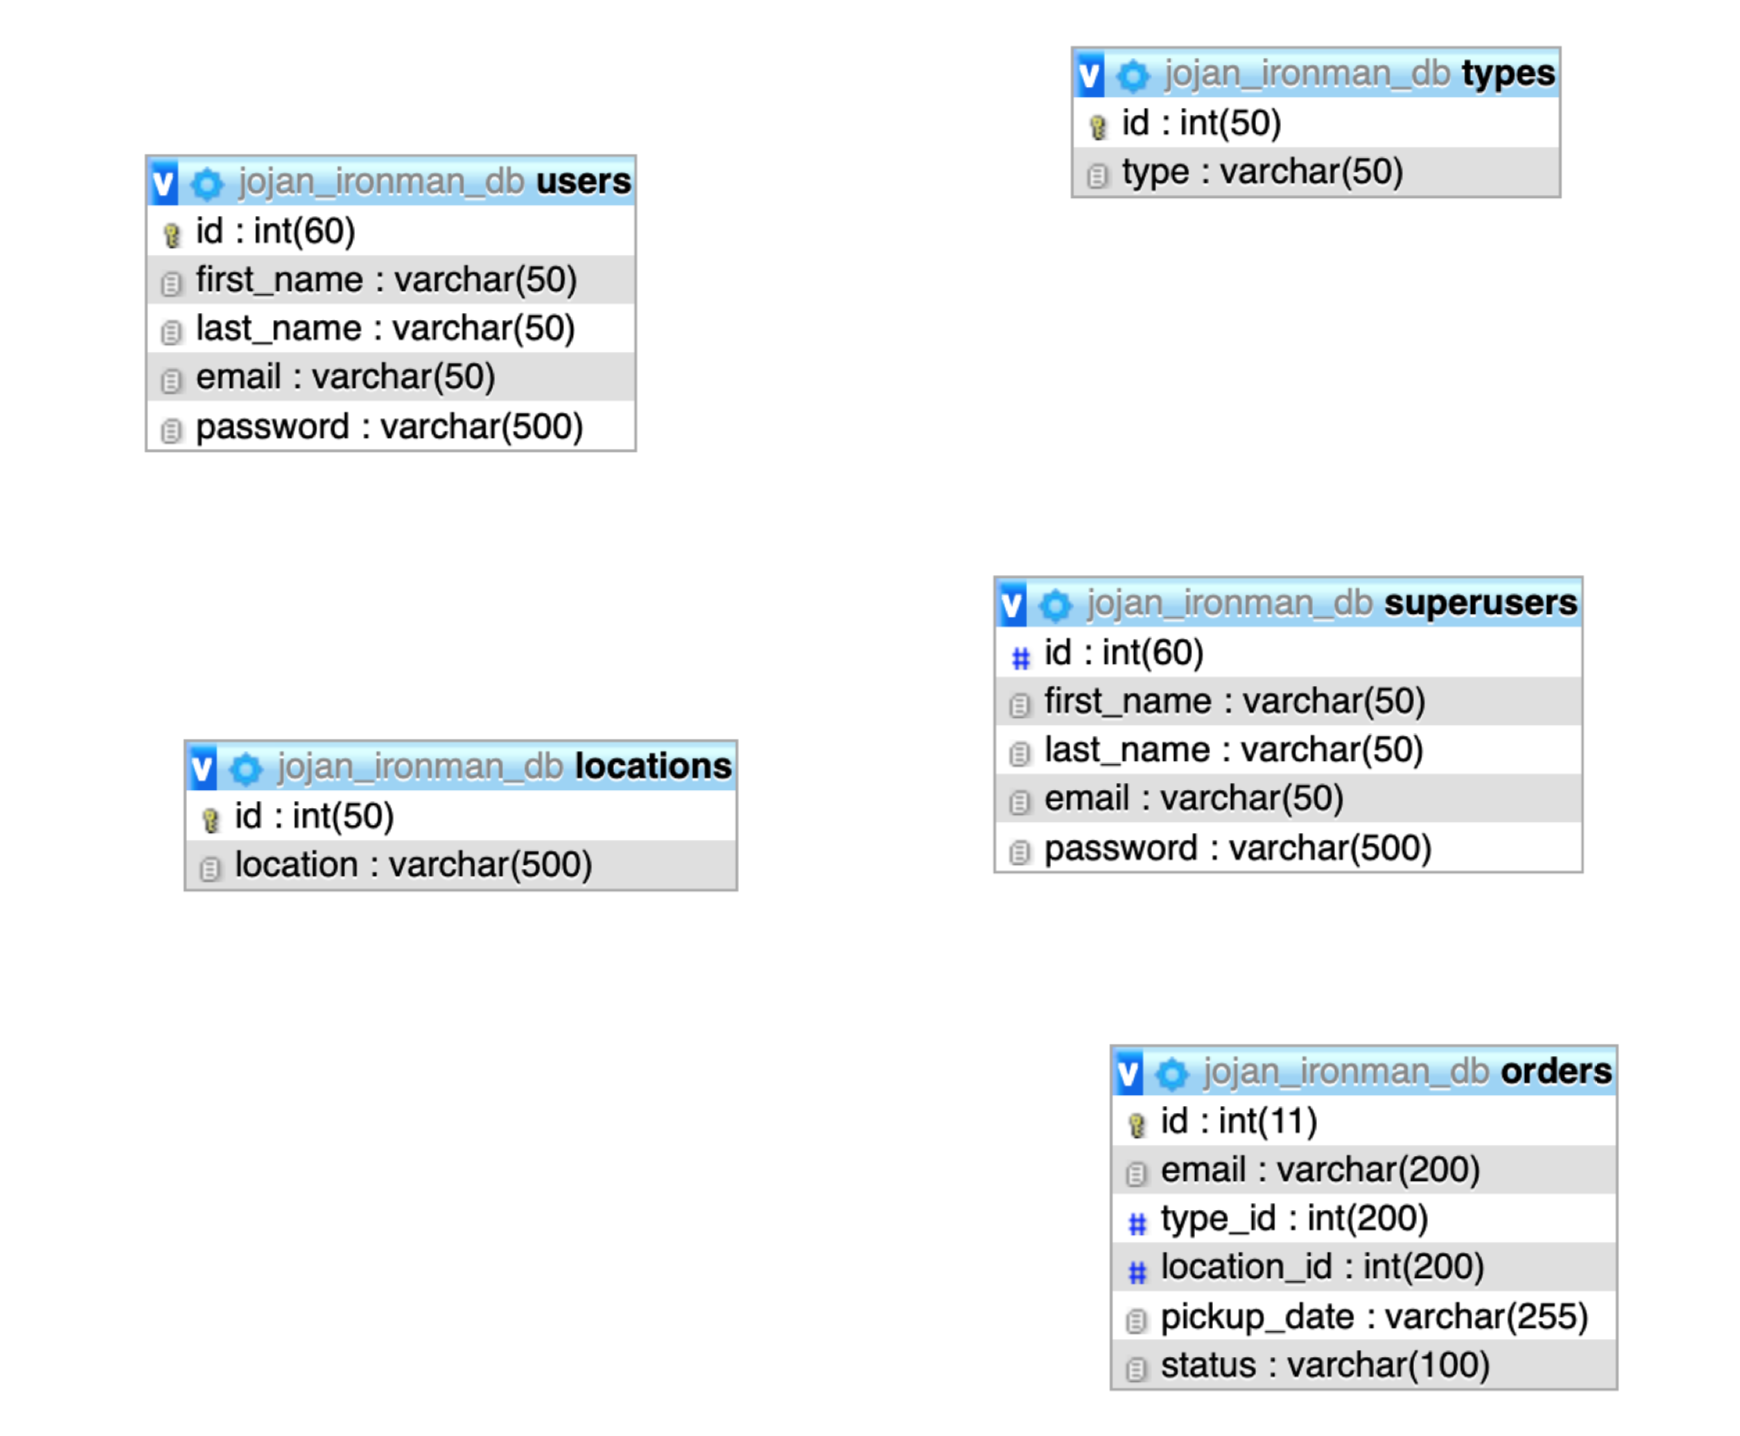 v jojan_ironman_db types
id : int(50)
type : varchar(50)
v jojan_ironman_db users
id : int(60)
first_name : varchar(50)
last_name : varchar(50)
email : varchar(50)
password : varchar(500)
v jojan_ironman_db superusers
# id : int(60)
first_name : varchar(50)
last_name : varchar(50)
email : varchar(50)
password : varchar(500)
v jojan_ironman_db locations
id : int(50)
location : varchar(500)
v jojan_ironman_db orders
id : int(11)
email : varchar(200)
# type_id : int(200)
# location_id : int(200)
pickup_date : varchar(255)
status : varchar(100)